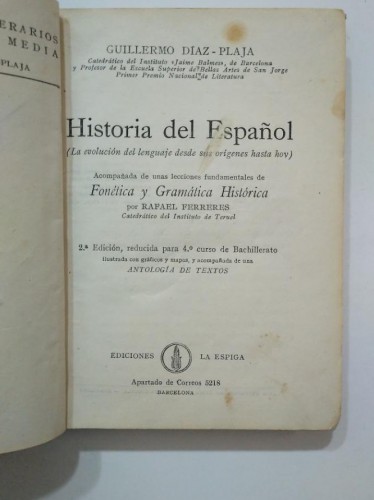 ERARIOS
MEDIA
PLAJA
GUILLERMO DÍAZ-PLAJA
Catedrático del Instituto «Jaime Balmes», de Barcelona
y Profesor de la Escuela Superior de Bellas Artes de San Jorge
Primer Premio Nacional de Literatura
Historia del Español
(La evolución del lenguaje desde sus orígenes hasta hoy)
Acompañada de unas lecciones fundamentales de
Fonética y Gramática Histórica
por RAFAEL FERRERES
Catedrático del Instituto de Teruel
2.ª Edición, reducida para 4.º curso de Bachillerato
ilustrada con gráficos y mapas, y acompañada de una
ANTOLOGÍA DE TEXTOS
EDICIONES LA ESPIGA
Apartado de Correos 5218
BARCELONA